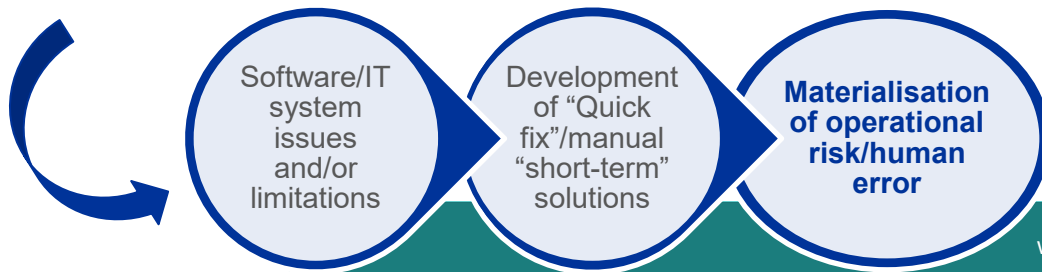 Software/IT
system
issues
and/or
limitations
Development
of “Quick
fix”/manual
“short-term”
solutions
Materialisation
of operational
risk/human
error